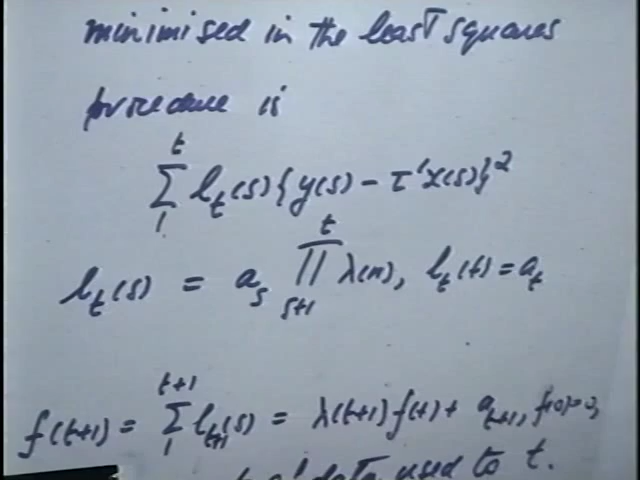 minimised in the least squares
procedure is
∑₁ᵗ l_t(s){y(s) − τ'x(s)}²
l_t(s) = a_s ∏_{s+1}^t λ(n), l_t(t) = a_t
f(t+1) = ∑₁^{t+1} l_{t+1}(s) = λ(t+1)f(t) + a_{t+1}, f(0)=0,
data used to t.